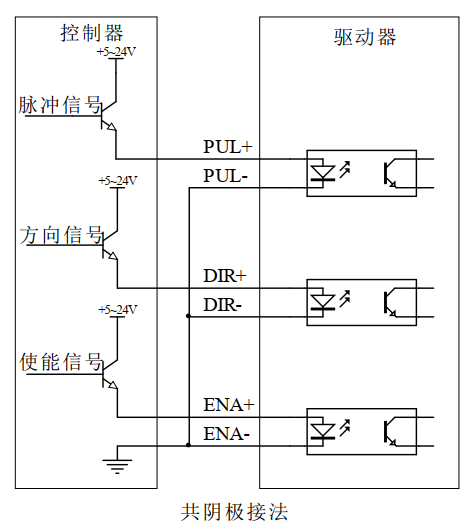 控制器
驱动器
+5~24V
脉冲信号
PUL+
PUL-
+5~24V
方向信号
DIR+
DIR-
+5~24V
使能信号
ENA+
ENA-
共阴极接法